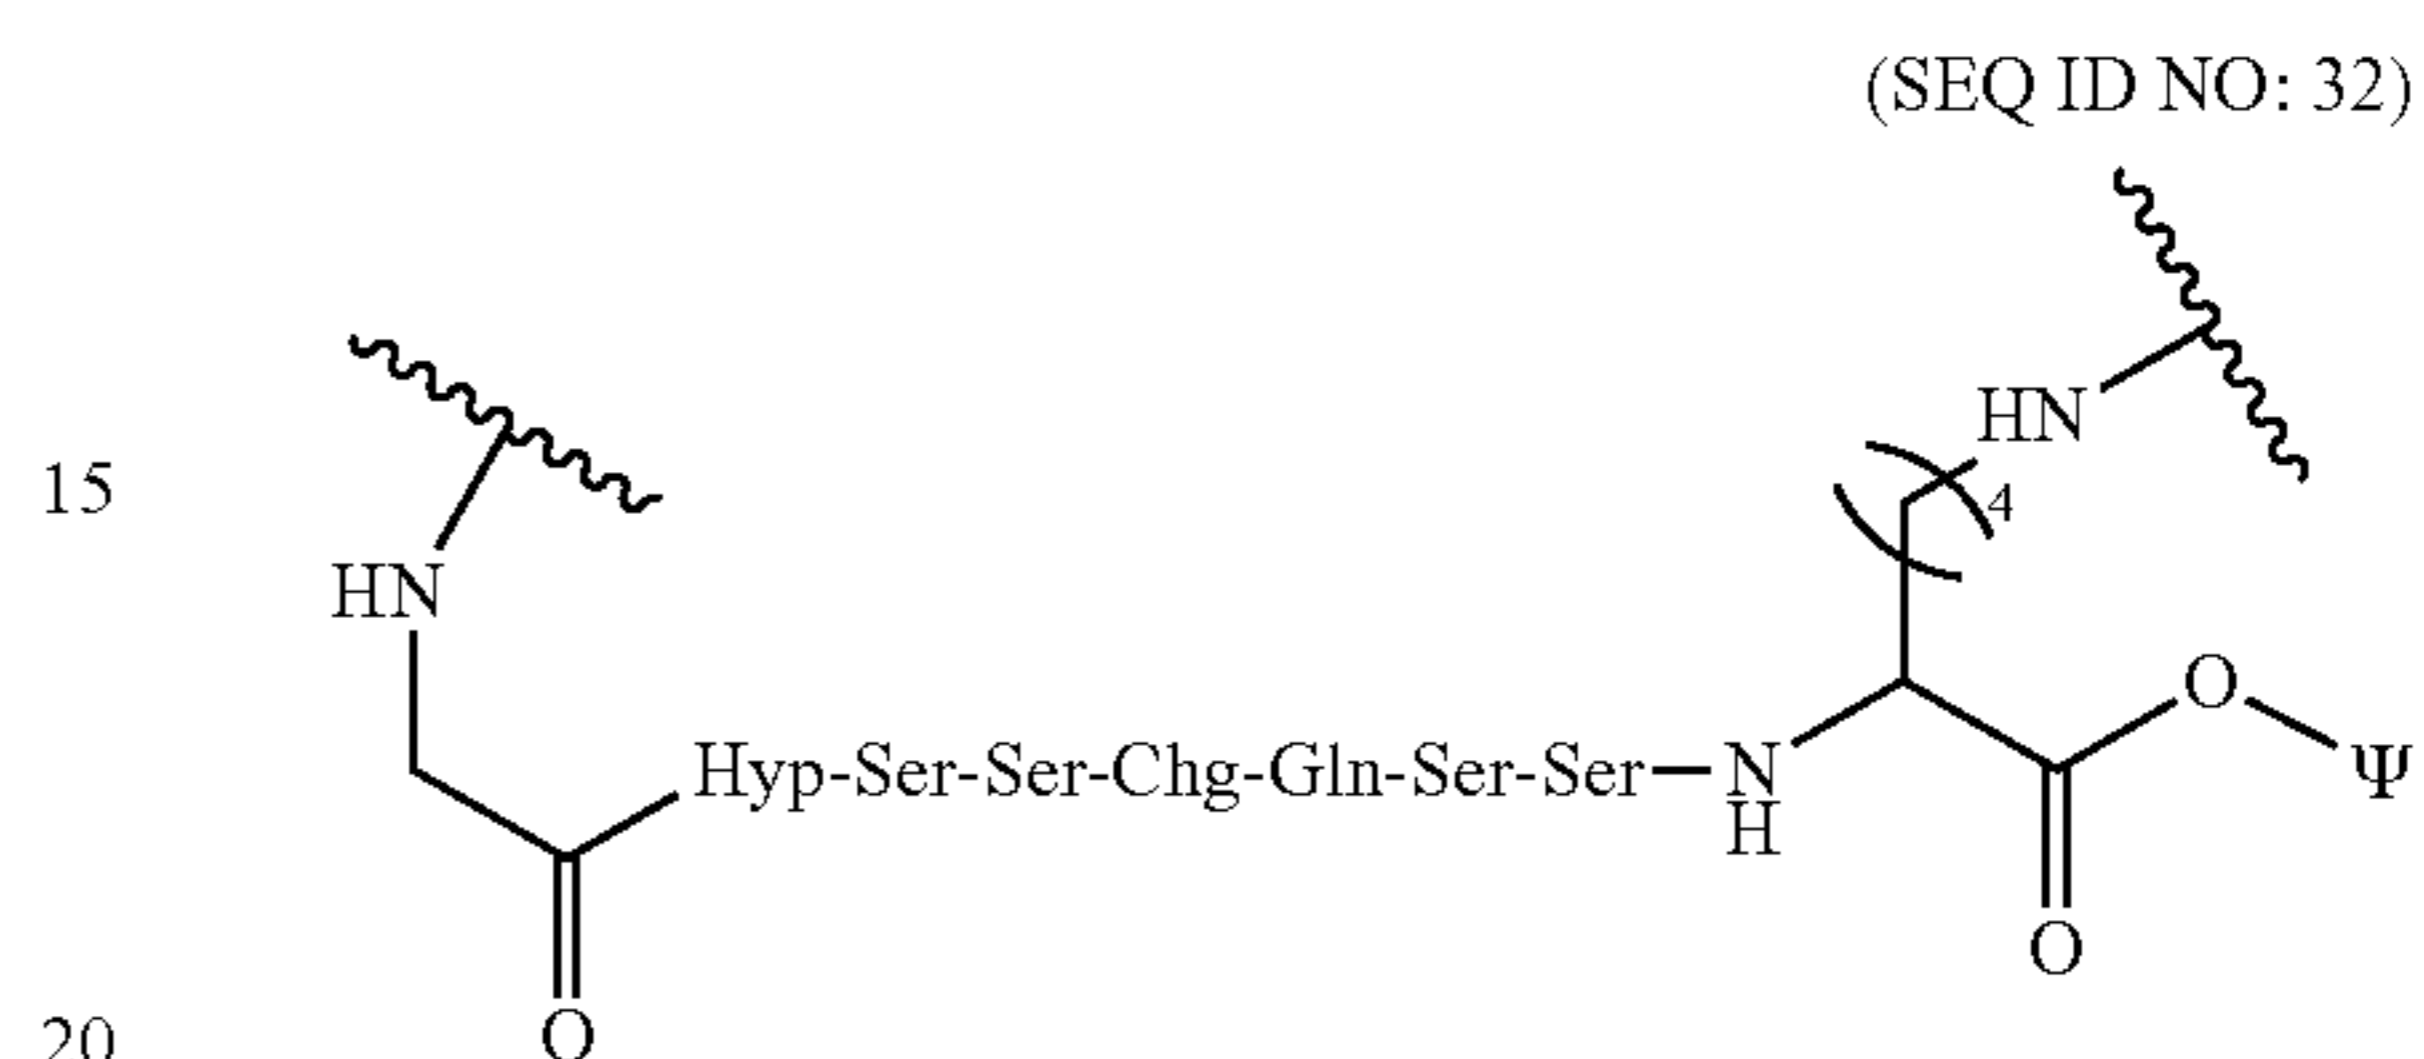 (SEQ ID NO: 32)
HN
4
15
HN
O
Hyp-Ser-Ser-Chg-Gln-Ser-Ser—N
Ψ
H
O
20
O